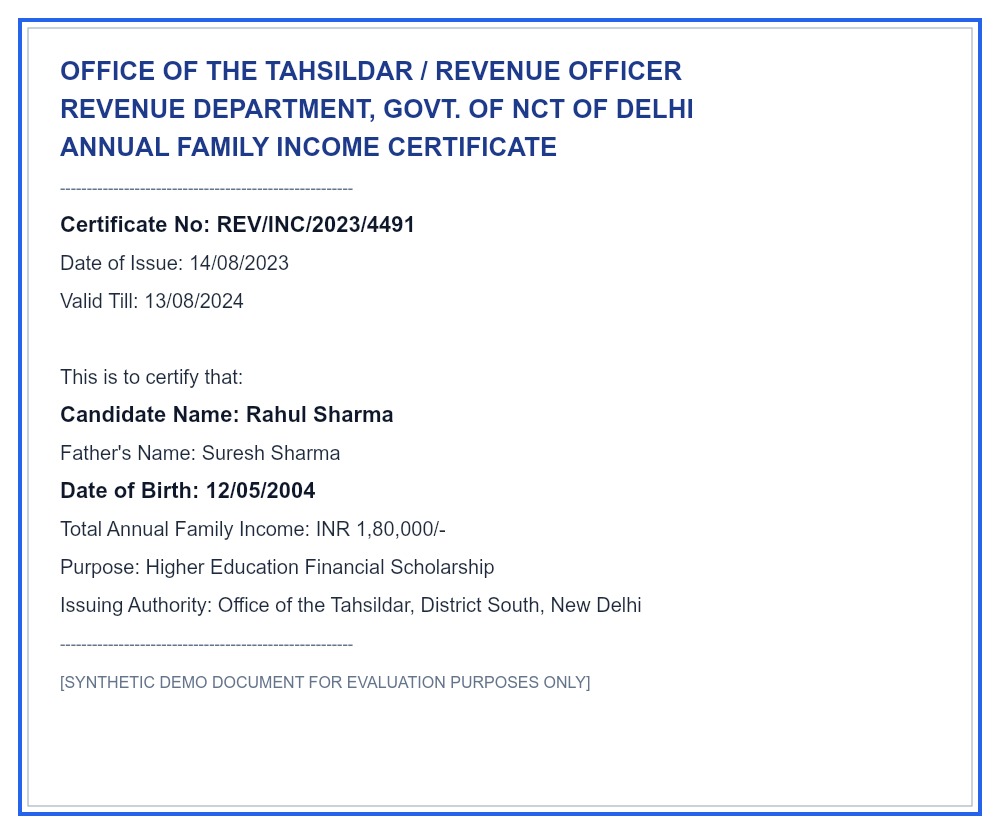 OFFICE OF THE TAHSILDAR / REVENUE OFFICER
REVENUE DEPARTMENT, GOVT. OF NCT OF DELHI
ANNUAL FAMILY INCOME CERTIFICATE
-------------------------------------------------------
Certificate No: REV/INC/2023/4491
Date of Issue: 14/08/2023
Valid Till: 13/08/2024
This is to certify that:
Candidate Name: Rahul Sharma
Father's Name: Suresh Sharma
Date of Birth: 12/05/2004
Total Annual Family Income: INR 1,80,000/-
Purpose: Higher Education Financial Scholarship
Issuing Authority: Office of the Tahsildar, District South, New Delhi
-------------------------------------------------------
[SYNTHETIC DEMO DOCUMENT FOR EVALUATION PURPOSES ONLY]